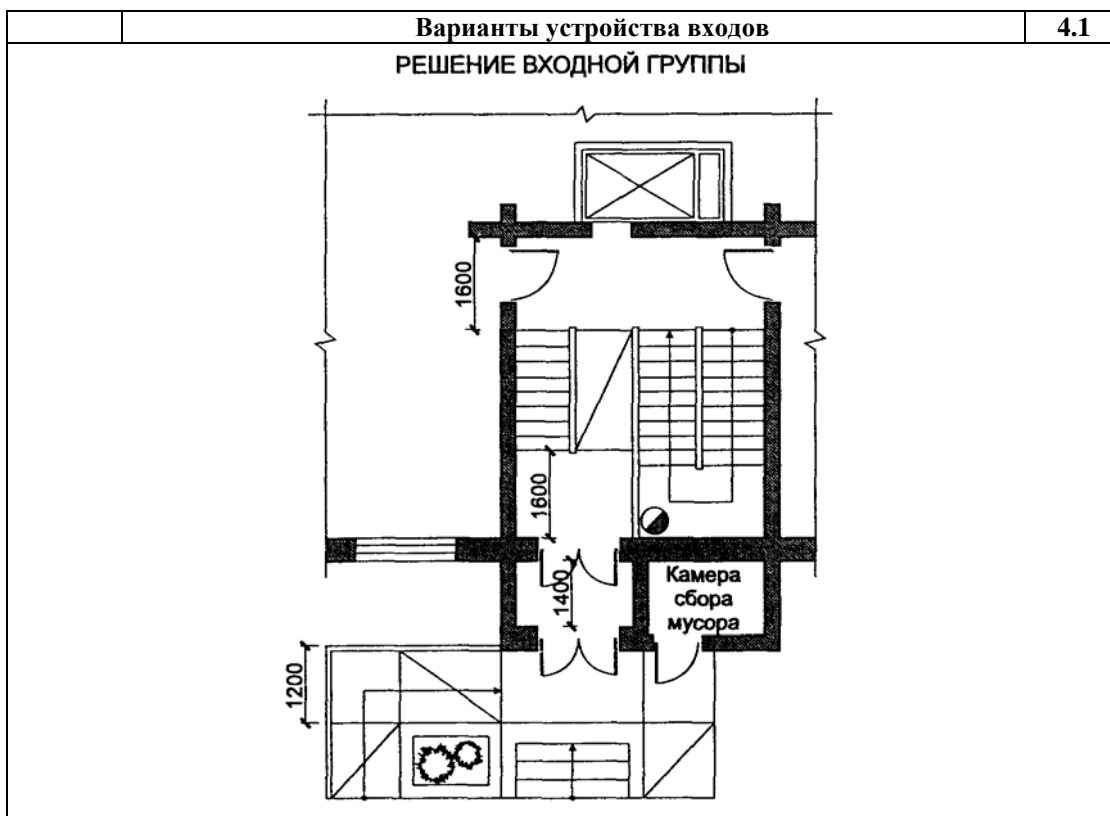 Варианты устройства входов 4.1
РЕШЕНИЕ ВХОДНОЙ ГРУППЫ
1600
1600
1400
Камера
сбора
мусора
1200